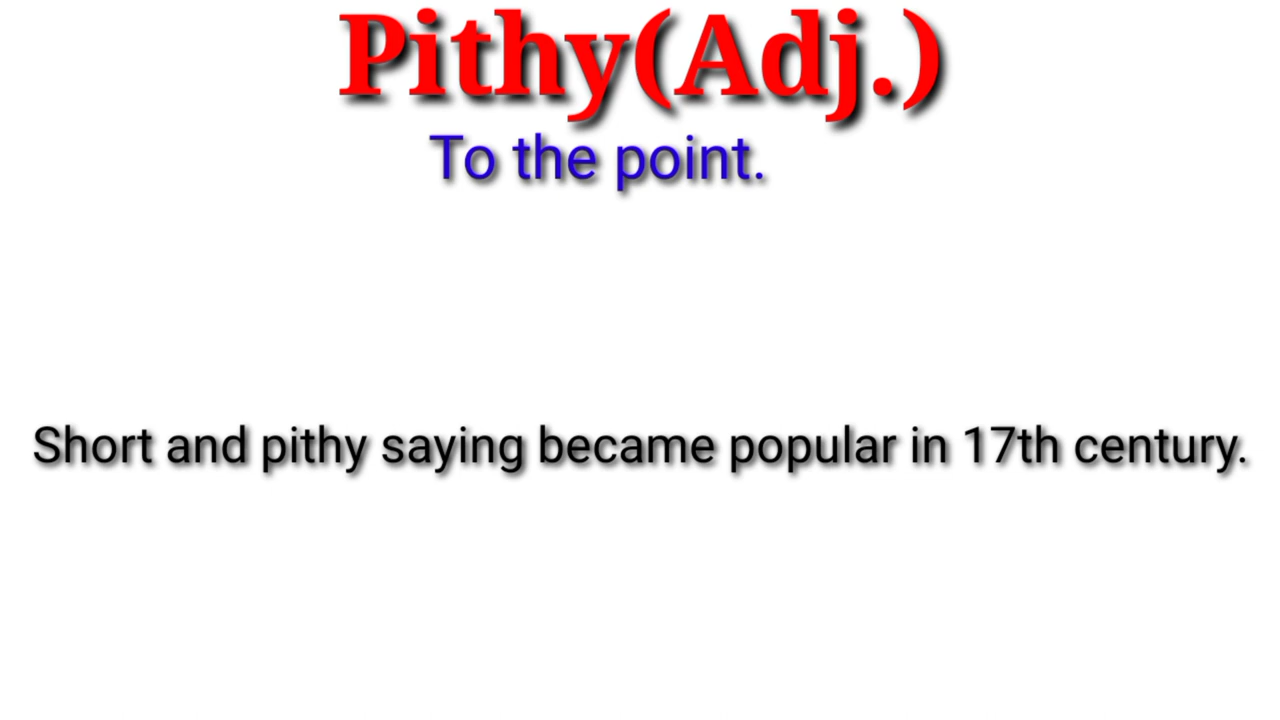 Pithy(Adj.)
To the point.
Short and pithy saying became popular in 17th century.